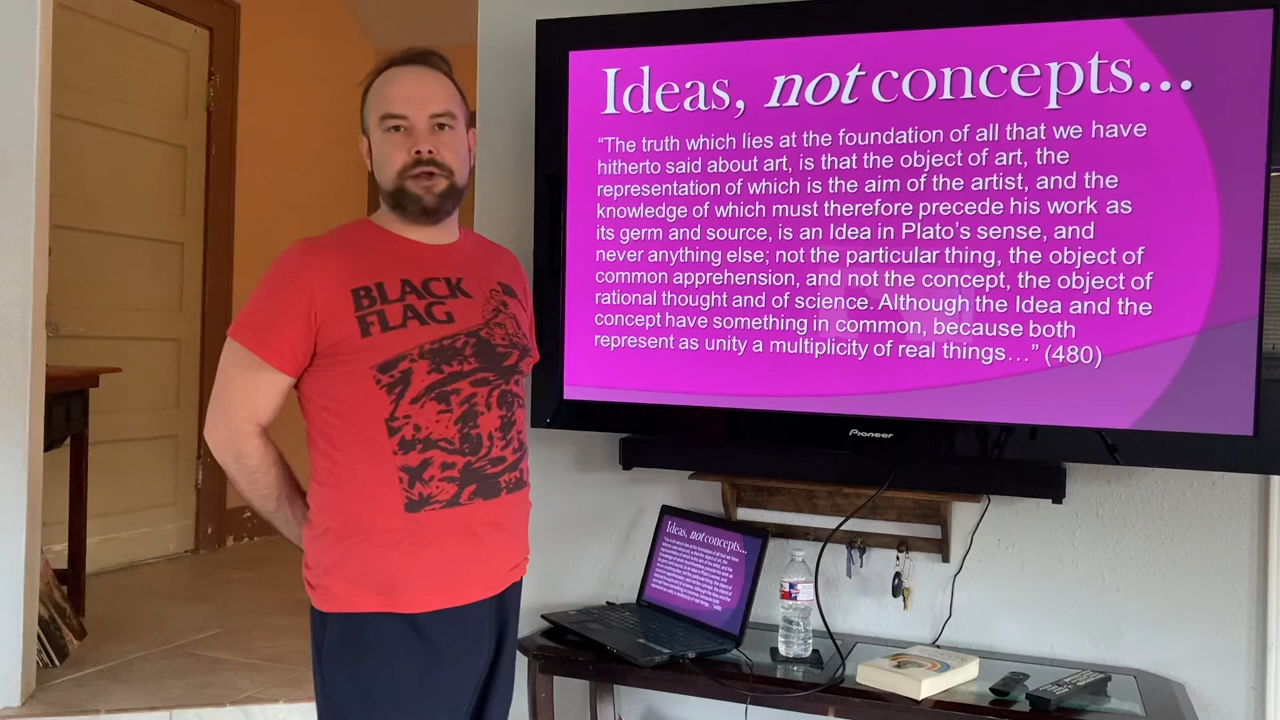 Ideas, not concepts...
“The truth which lies at the foundation of all that we have
hitherto said about art, is that the object of art, the
representation of which is the aim of the artist, and the
knowledge of which must therefore precede his work as
its germ and source, is an Idea in Plato’s sense, and
never anything else; not the particular thing, the object of
common apprehension, and not the concept, the object of
rational thought and of science. Although the Idea and the
concept have something in common, because both
represent as unity a multiplicity of real things…” (480)
Pioneer
BLACK
FLAG
Ideas, not concepts...